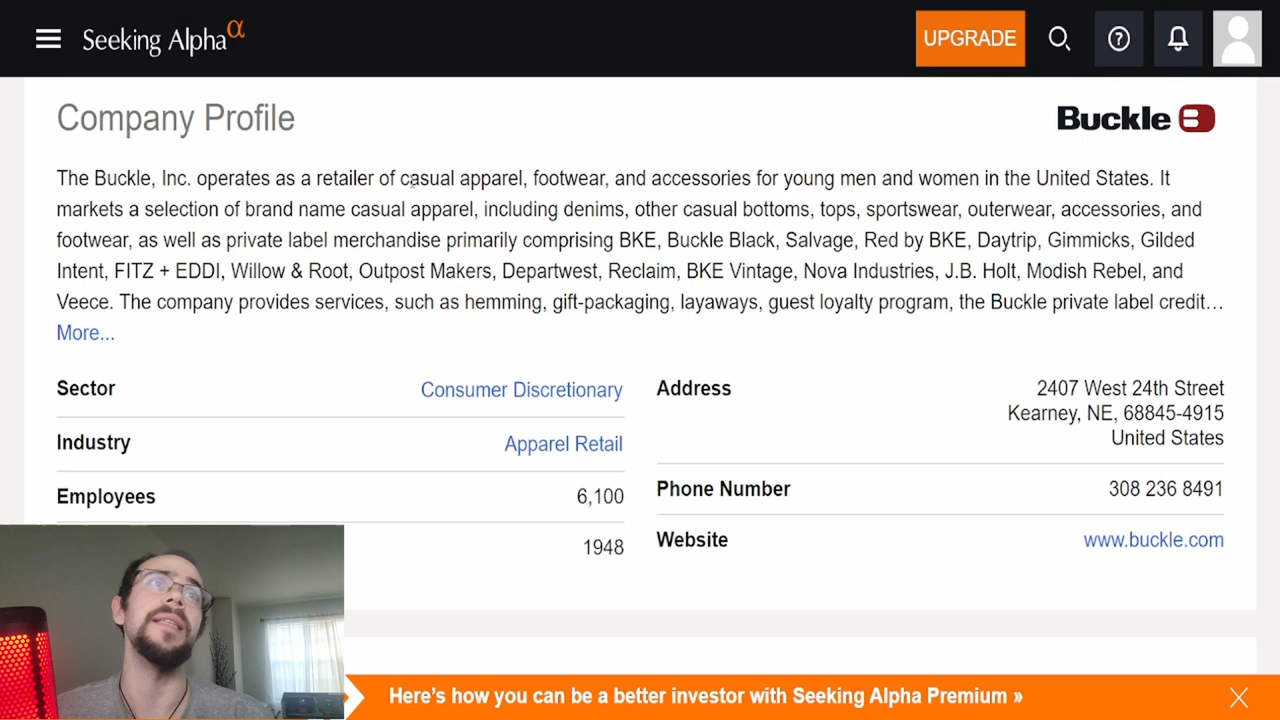 Seeking Alpha α
UPGRADE
Company Profile
Buckle B
The Buckle, Inc. operates as a retailer of casual apparel, footwear, and accessories for young men and women in the United States. It
markets a selection of brand name casual apparel, including denims, other casual bottoms, tops, sportswear, outerwear, accessories, and
footwear, as well as private label merchandise primarily comprising BKE, Buckle Black, Salvage, Red by BKE, Daytrip, Gimmicks, Gilded
Intent, FITZ + EDDI, Willow & Root, Outpost Makers, Departwest, Reclaim, BKE Vintage, Nova Industries, J.B. Holt, Modish Rebel, and
Veece. The company provides services, such as hemming, gift-packaging, layaways, guest loyalty program, the Buckle private label credit…
More...
Sector Consumer Discretionary
Industry Apparel Retail
Employees 6,100
1948
Address 2407 West 24th Street
Kearney, NE, 68845-4915
United States
Phone Number 308 236 8491
Website www.buckle.com
Here's how you can be a better investor with Seeking Alpha Premium »